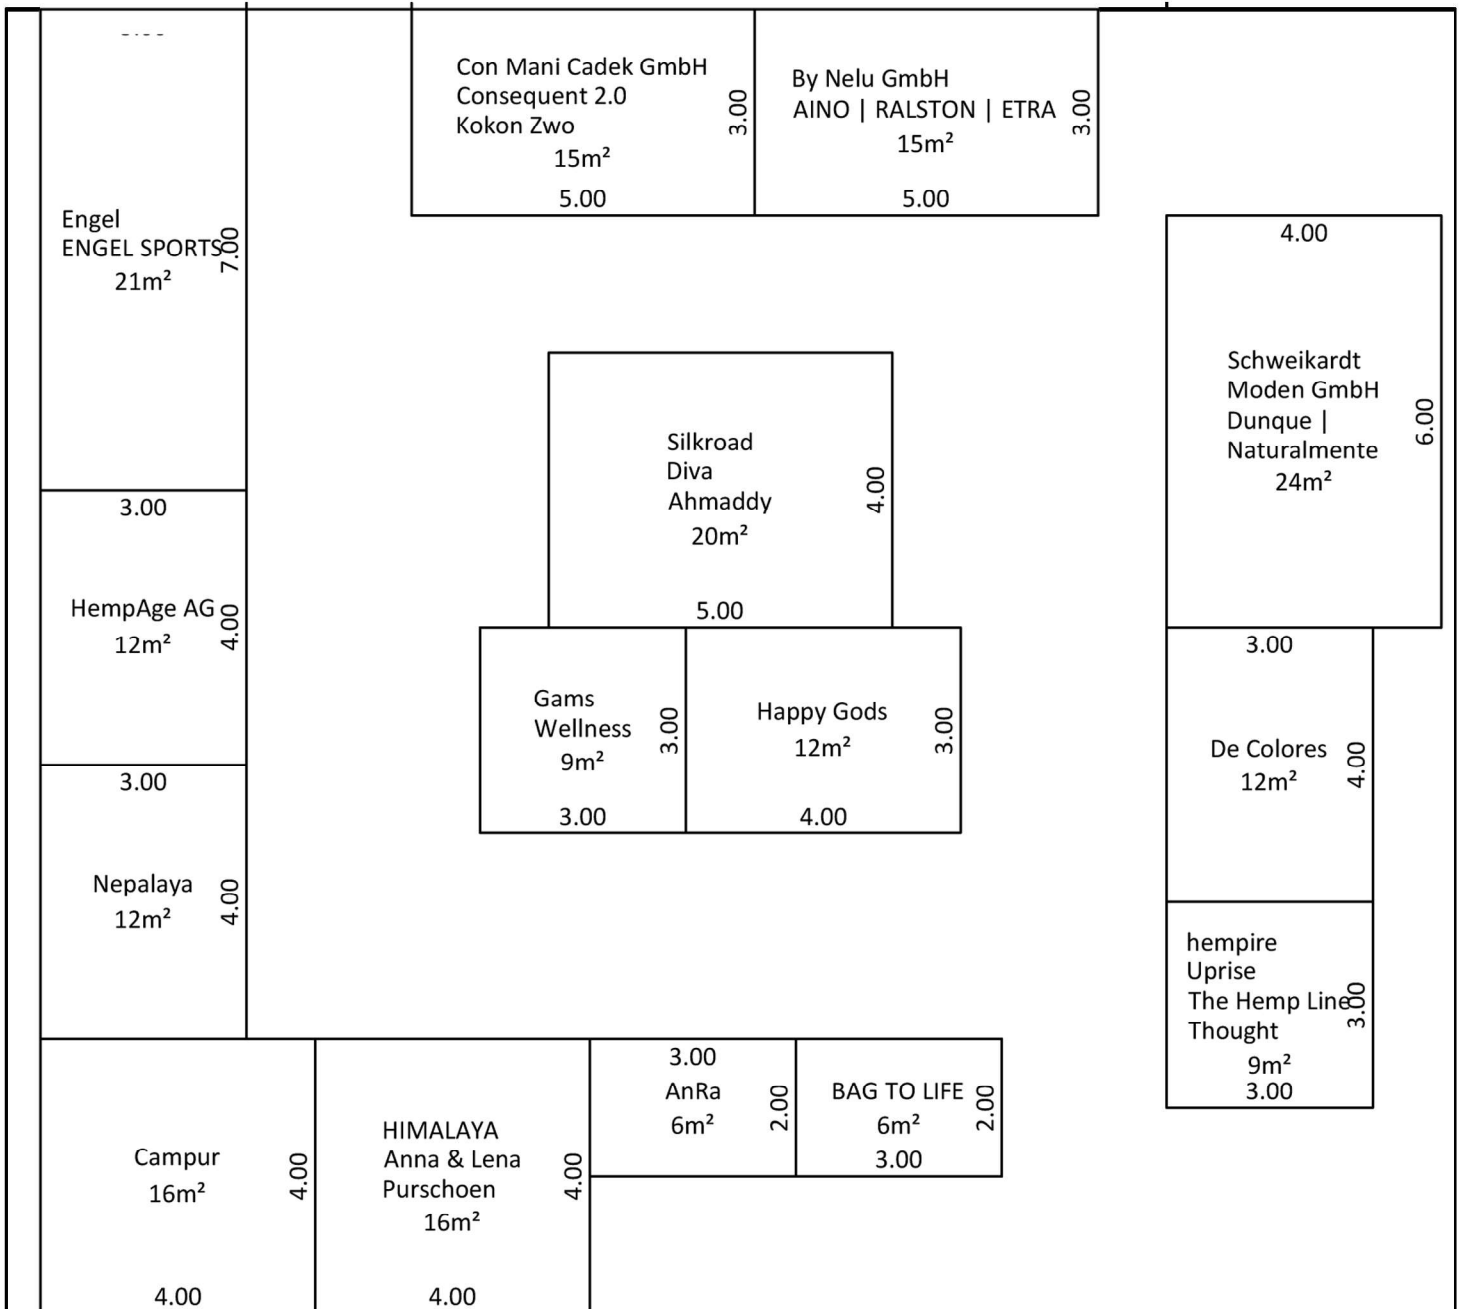 Con Mani Cadek GmbH
Consequent 2.0
Kokon Zwo
15m²
3.00
5.00
By Nelu GmbH
AINO | RALSTON | ETRA
15m²
3.00
5.00
Engel
ENGEL SPORTS
21m²
7.00
4.00
Schweikardt
Moden GmbH
Dunque |
Naturalmente
24m²
6.00
Silkroad
Diva
Ahmaddy
20m²
4.00
5.00
3.00
HempAge AG
12m²
4.00
Gams
Wellness
9m²
3.00
3.00
Happy Gods
12m²
3.00
4.00
3.00
De Colores
12m²
4.00
3.00
Nepalaya
12m²
4.00
hempire
Uprise
The Hemp Line
Thought
9m²
3.00
3.00
Campur
16m²
4.00
4.00
HIMALAYA
Anna & Lena
Purschoen
16m²
4.00
4.00
3.00
AnRa
6m²
2.00
BAG TO LIFE
6m²
2.00
3.00